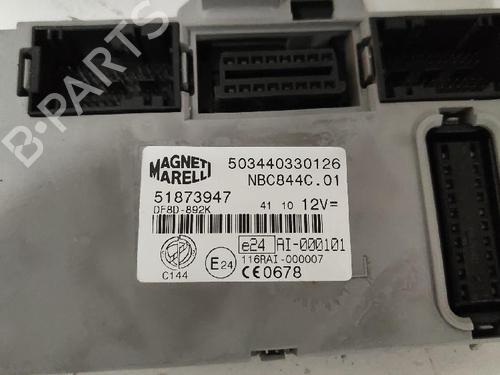 B-PARTS
MAGNETI MARELLI
503440330126
NBC844C.01
51873947
DF8D-892K
41 10 12V=
e24 AI-000101
116RAI-000007
E24
C144
CE0678